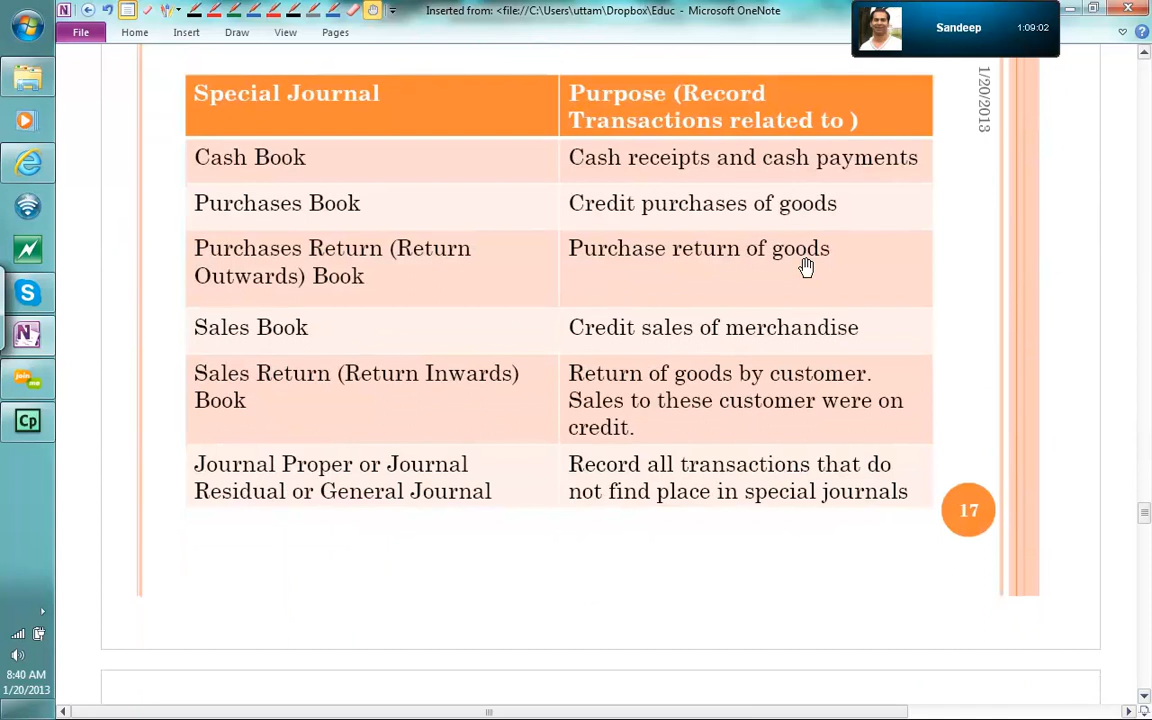 Inserted from: <file://C:\Users\uttam\Dropbox\Educ - Microsoft OneNote
Sandeep
1:09:02
File
Home
Insert
Draw
View
Pages
1/20/2013
Special Journal
Purpose (Record
Transactions related to )
Cash Book
Cash receipts and cash payments
Purchases Book
Credit purchases of goods
Purchases Return (Return
Outwards) Book
Purchase return of goods
Sales Book
Credit sales of merchandise
Sales Return (Return Inwards)
Book
Return of goods by customer.
Sales to these customer were on
credit.
Journal Proper or Journal
Residual or General Journal
Record all transactions that do
not find place in special journals
17
join
me
Cp
8:40 AM
1/20/2013